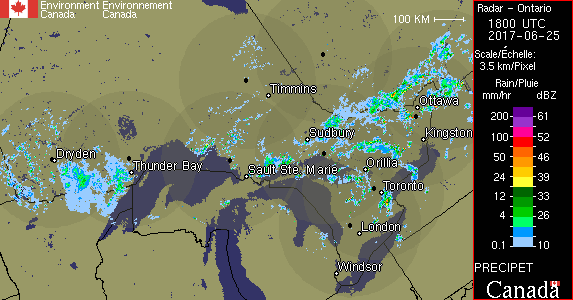 Environment Environnement
Canada Canada
100 KM
Timmins
Ottawa
Sudbury
Kingston
Dryden
Thunder Bay
Sault Ste. Marie
Orillia
Toronto
London
Windsor
Radar - Ontario
1800 UTC
2017-06-25
Scale/Échelle:
3.5 km/Pixel
Rain/Pluie
mm/hr dBZ
200 61
100 56
50 52
50 46
24 39
12 33
4 26
0.1 10
PRECIPET
Canada